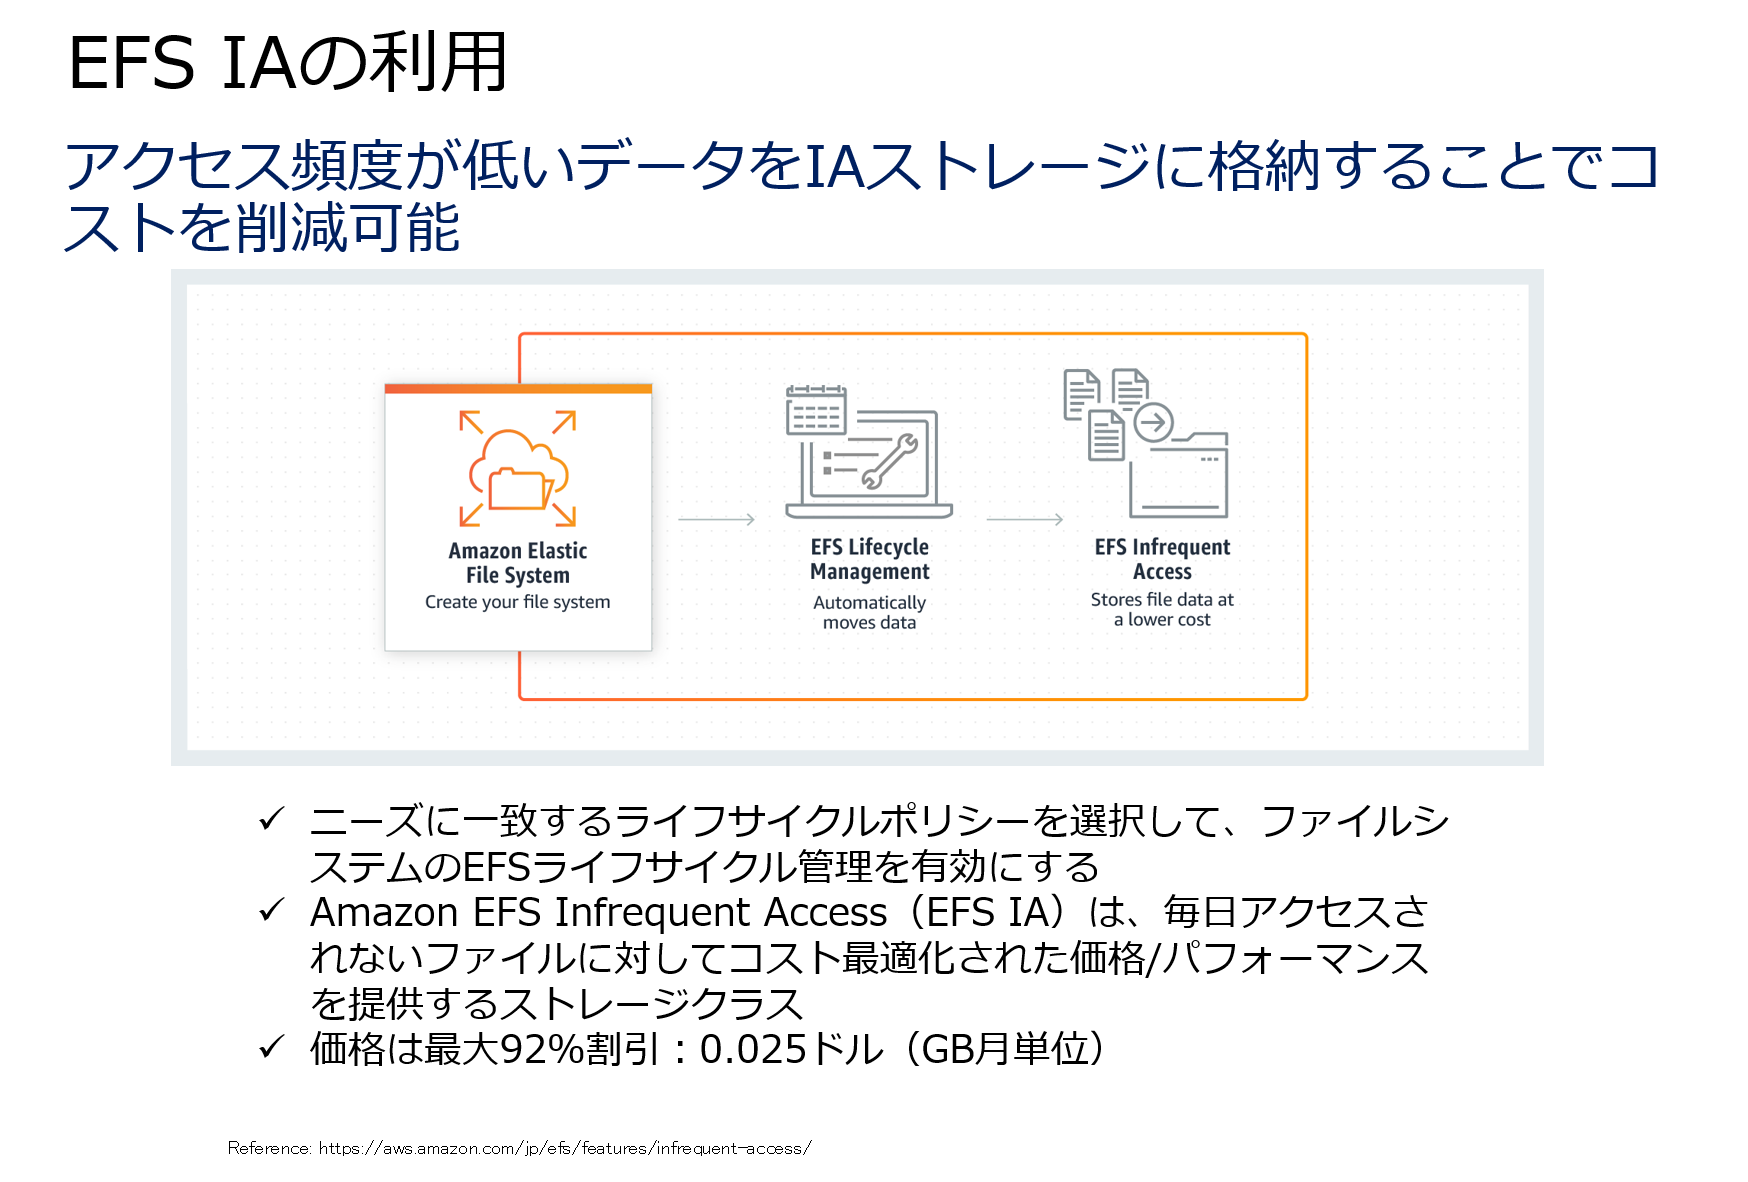 EFS IAの利用
アクセス頻度が低いデータをIAストレージに格納することでコ
ストを削減可能
Amazon Elastic
File System
Create your file system
EFS Lifecycle
Management
Automatically
moves data
EFS Infrequent
Access
Stores file data at
a lower cost
✓ ニーズに一致するライフサイクルポリシーを選択して、ファイルシ
ステムのEFSライフサイクル管理を有効にする
✓ Amazon EFS Infrequent Access（EFS IA）は、毎日アクセスさ
れないファイルに対してコスト最適化された価格/パフォーマンス
を提供するストレージクラス
✓ 価格は最大92%割引：0.025ドル（GB月単位）
Reference: https://aws.amazon.com/jp/efs/features/infrequent-access/